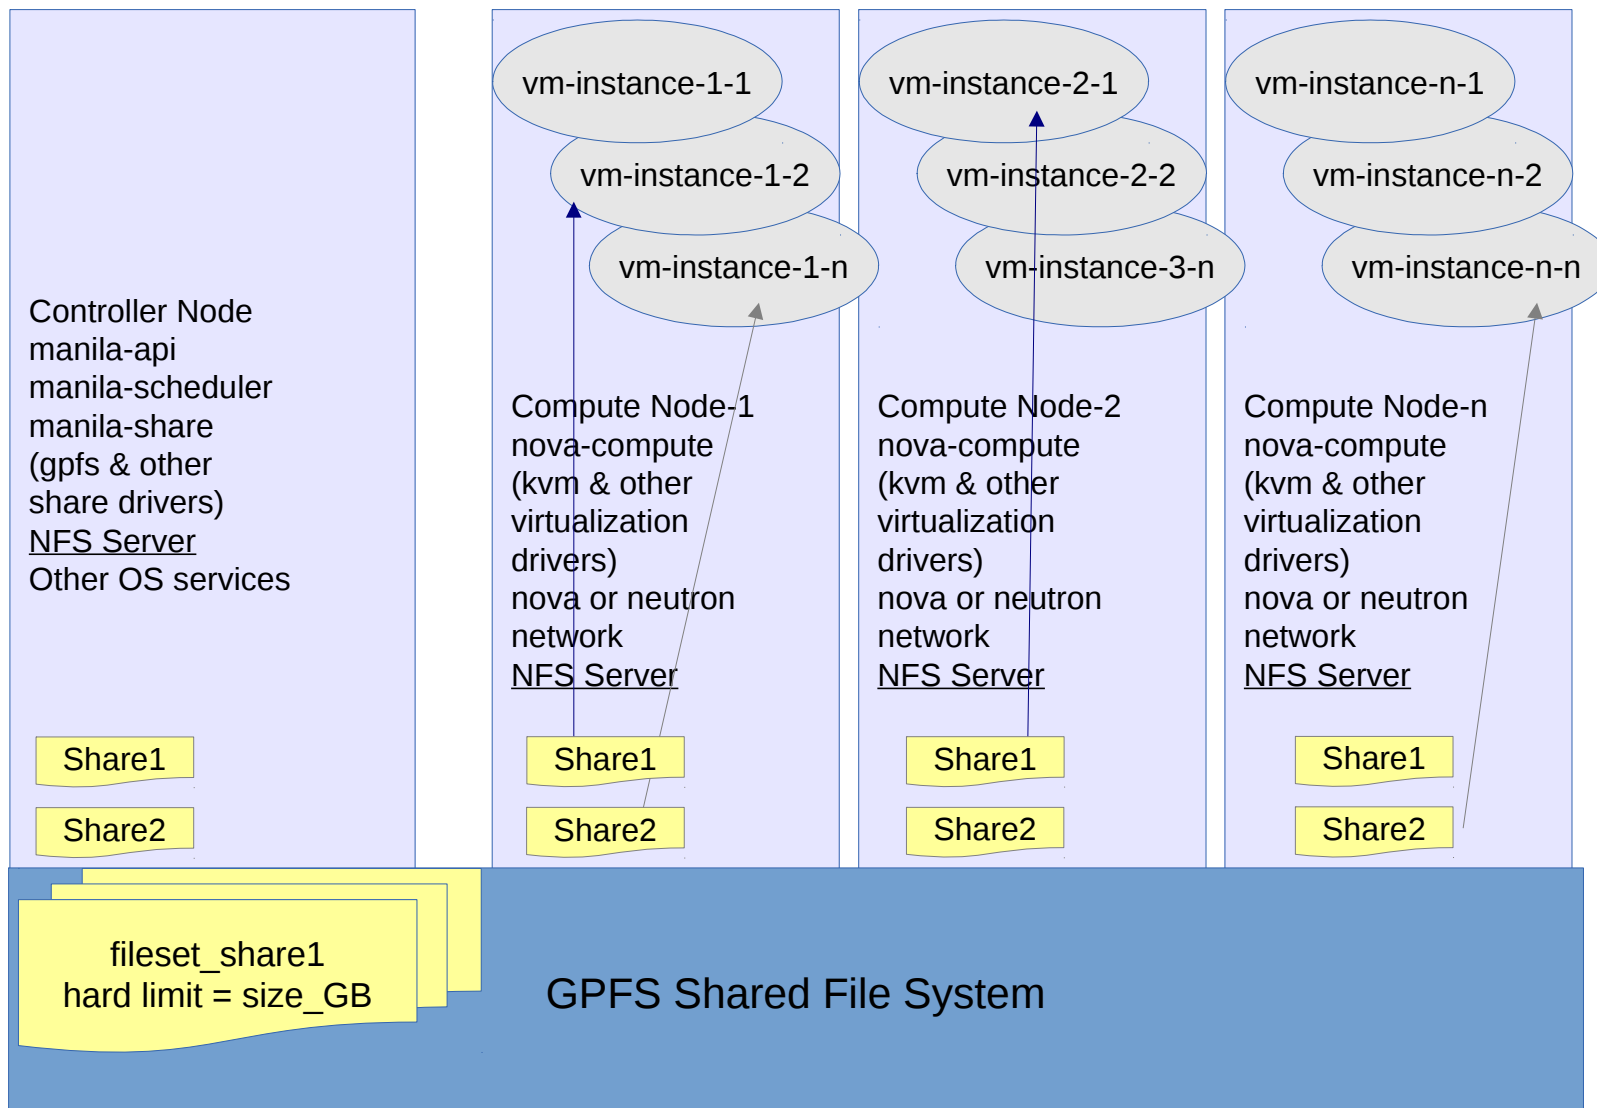 Controller Node
manila-api
manila-scheduler
manila-share
(gpfs & other
share drivers)
NFS Server
Other OS services
Share1
Share2
vm-instance-1-1
vm-instance-1-2
vm-instance-1-n
Compute Node-1
nova-compute
(kvm & other
virtualization
drivers)
nova or neutron
network
NFS Server
Share1
Share2
vm-instance-2-1
vm-instance-2-2
vm-instance-3-n
Compute Node-2
nova-compute
(kvm & other
virtualization
drivers)
nova or neutron
network
NFS Server
Share1
Share2
vm-instance-n-1
vm-instance-n-2
vm-instance-n-n
Compute Node-n
nova-compute
(kvm & other
virtualization
drivers)
nova or neutron
network
NFS Server
Share1
Share2
fileset_share1
hard limit = size_GB
GPFS Shared File System